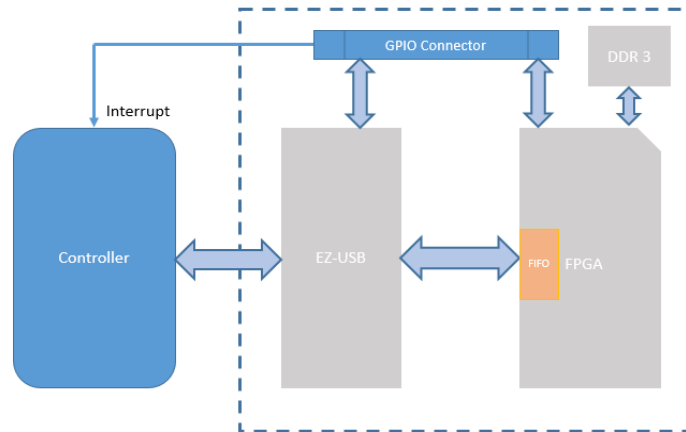 GPIO Connector
DDR 3
Interrupt
Controller
EZ-USB
FIFO
FPGA